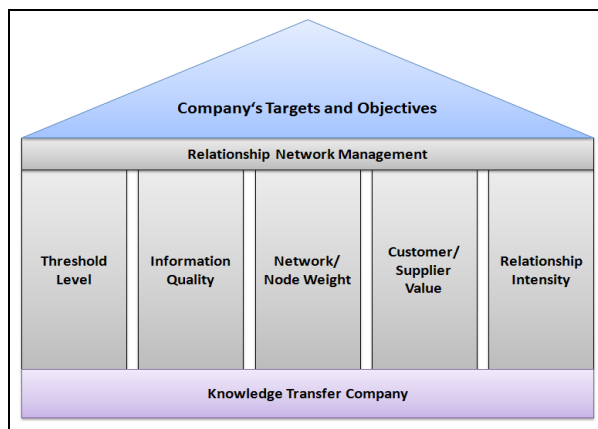 Company's Targets and Objectives
Relationship Network Management
Threshold
Level
Information
Quality
Network/
Node Weight
Customer/
Supplier
Value
Relationship
Intensity
Knowledge Transfer Company